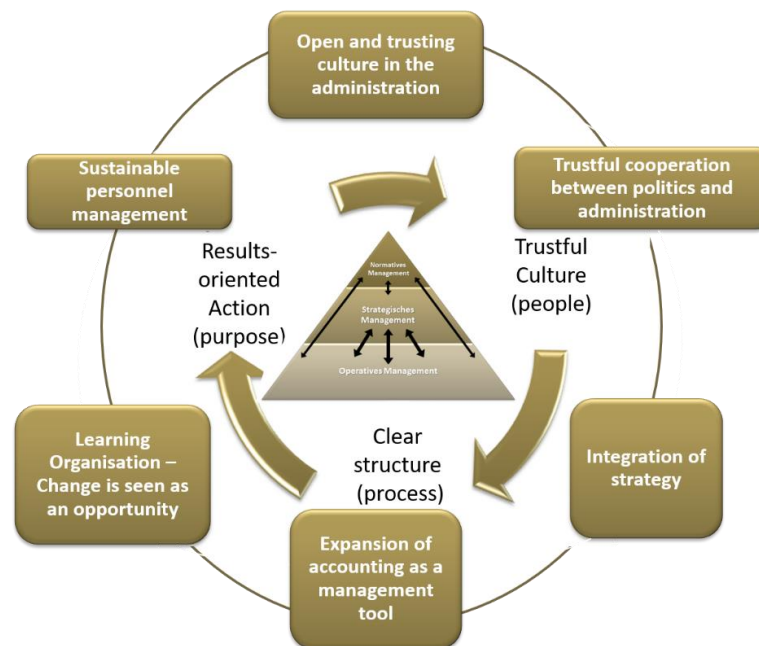 Open and trusting
culture in the
administration
Sustainable
personnel
management
Trustful cooperation
between politics and
administration
Results-
oriented
Action
(purpose)
Normatives
Management
Strategisches
Management
Operatives Management
Trustful
Culture
(people)
Learning
Organisation –
Change is seen as
an opportunity
Clear
structure
(process)
Integration of
strategy
Expansion of
accounting as a
management
tool